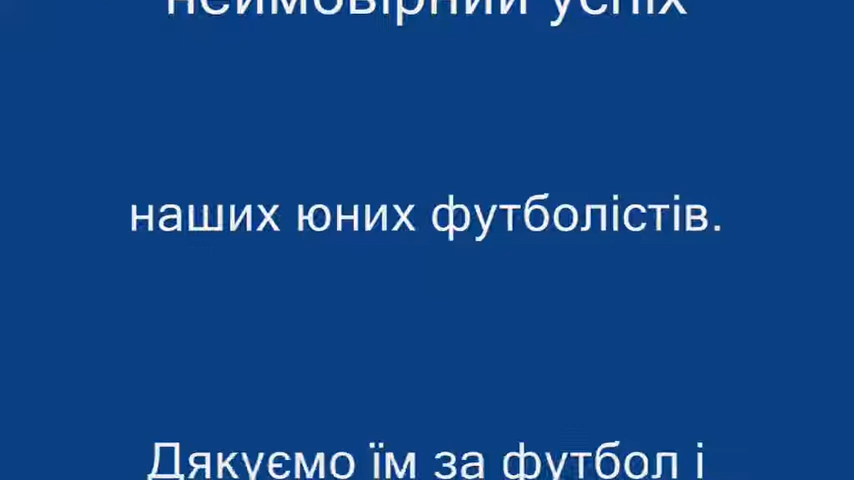 неймовірний успіх
наших юних футболістів.
Дякуємо їм за футбол і